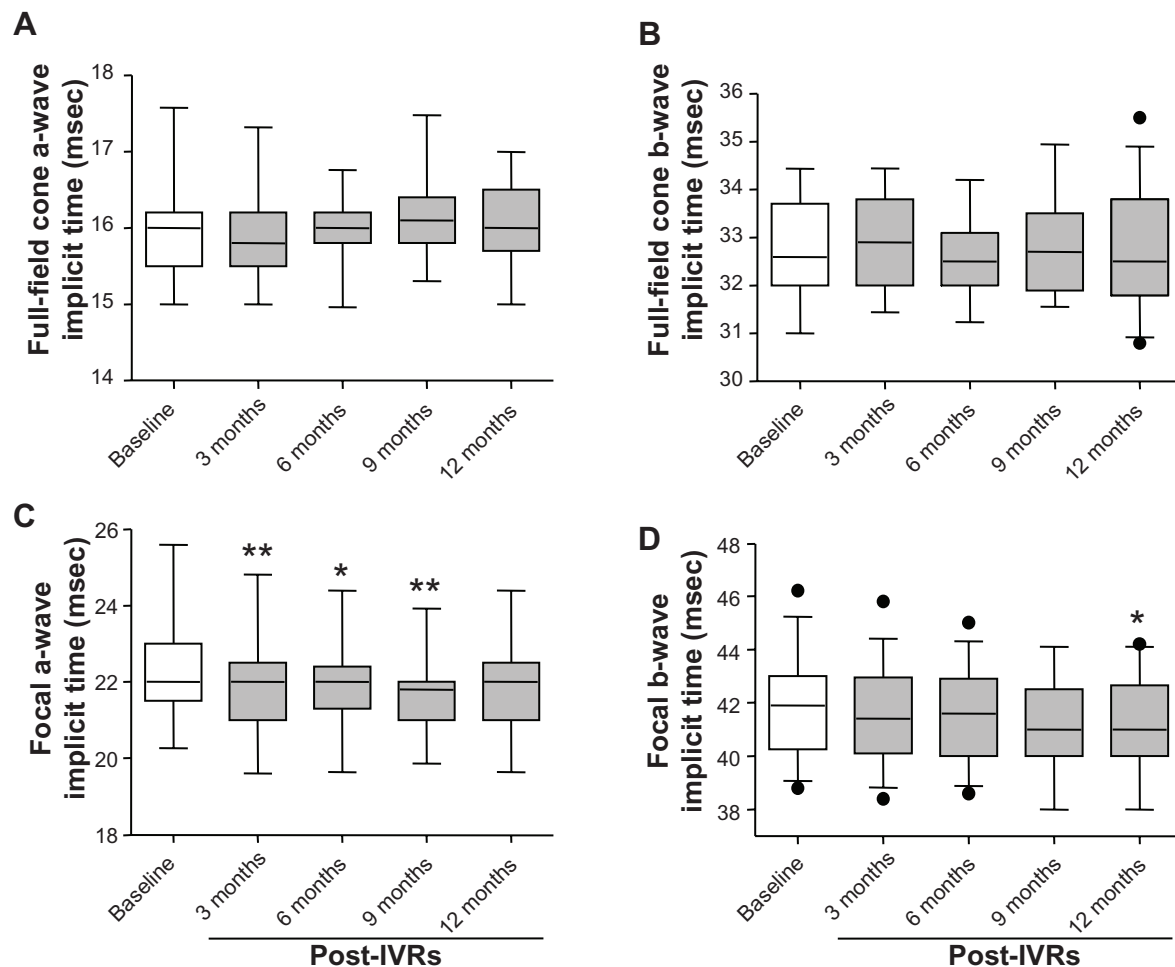 A
Full-field cone a-wave
implicit time (msec)
18
17
16
15
14
Baseline
3 months
6 months
9 months
12 months
B
Full-field cone b-wave
implicit time (msec)
36
35
34
33
32
31
30
Baseline
3 months
6 months
9 months
12 months
C
Focal a-wave
implicit time (msec)
26
24
22
20
18
**
*
**
Baseline
3 months
6 months
9 months
12 months
Post-IVRs
D
Focal b-wave
implicit time (msec)
48
46
44
42
40
38
*
Baseline
3 months
6 months
9 months
12 months
Post-IVRs